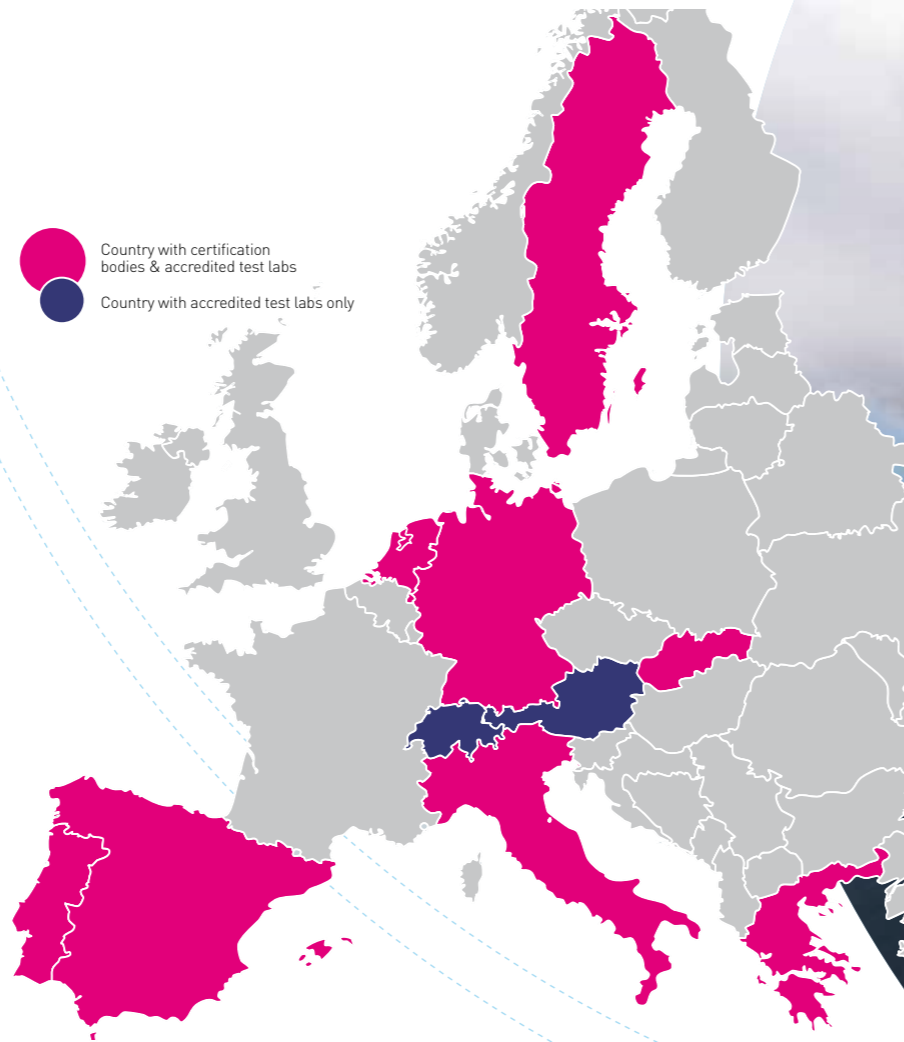 Country with certification
bodies & accredited test labs
Country with accredited test labs only